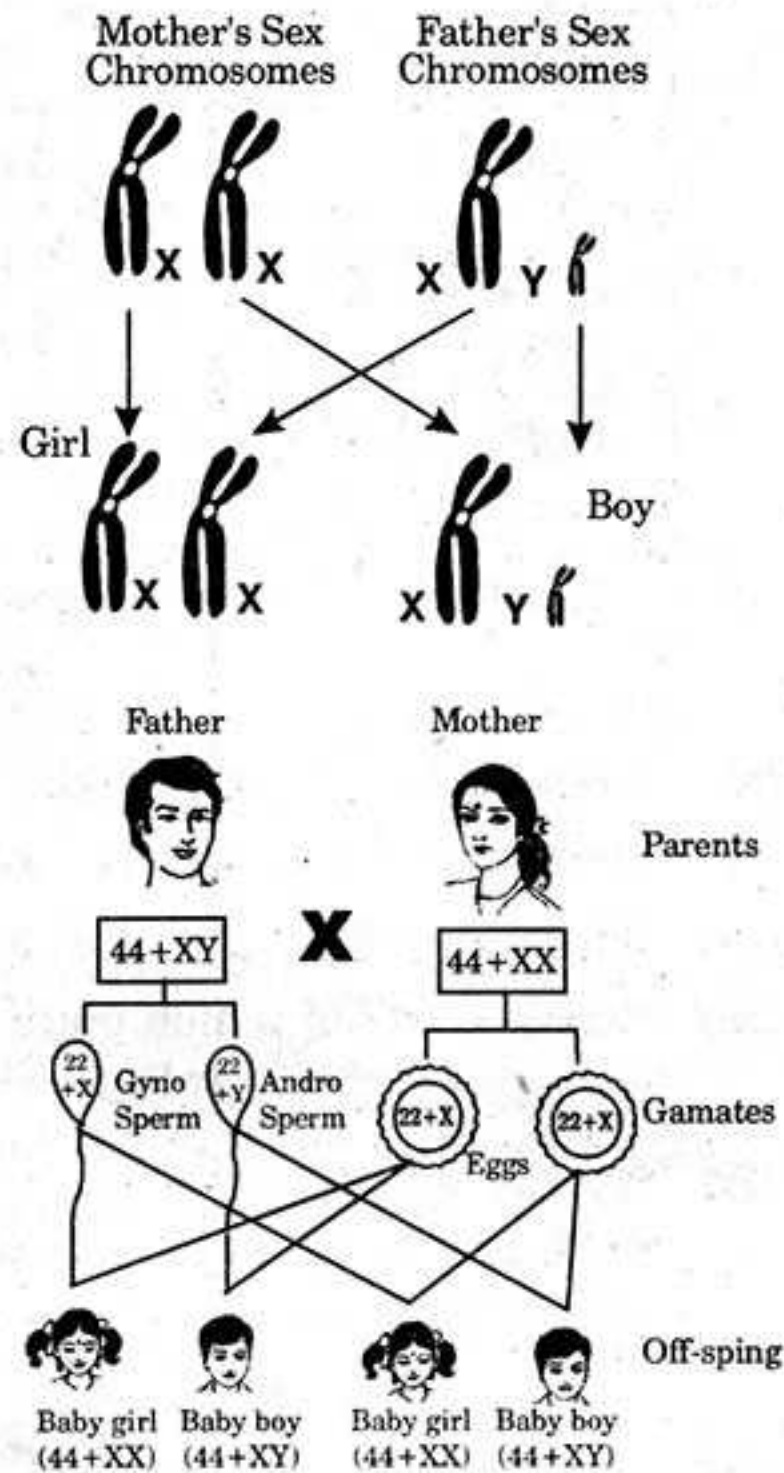 Mother's Sex
Chromosomes
Father's Sex
Chromosomes
X
X
X
Y
Girl
Boy
X
X
X
Y
Father
Mother
Parents
44+XY
X
44+XX
22
+X
Gyno
Sperm
22
+Y
Andro
Sperm
22+X
Eggs
22+X
Gamates
Off-sping
Baby girl
(44+XX)
Baby boy
(44+XY)
Baby girl
(44+XX)
Baby boy
(44+XY)